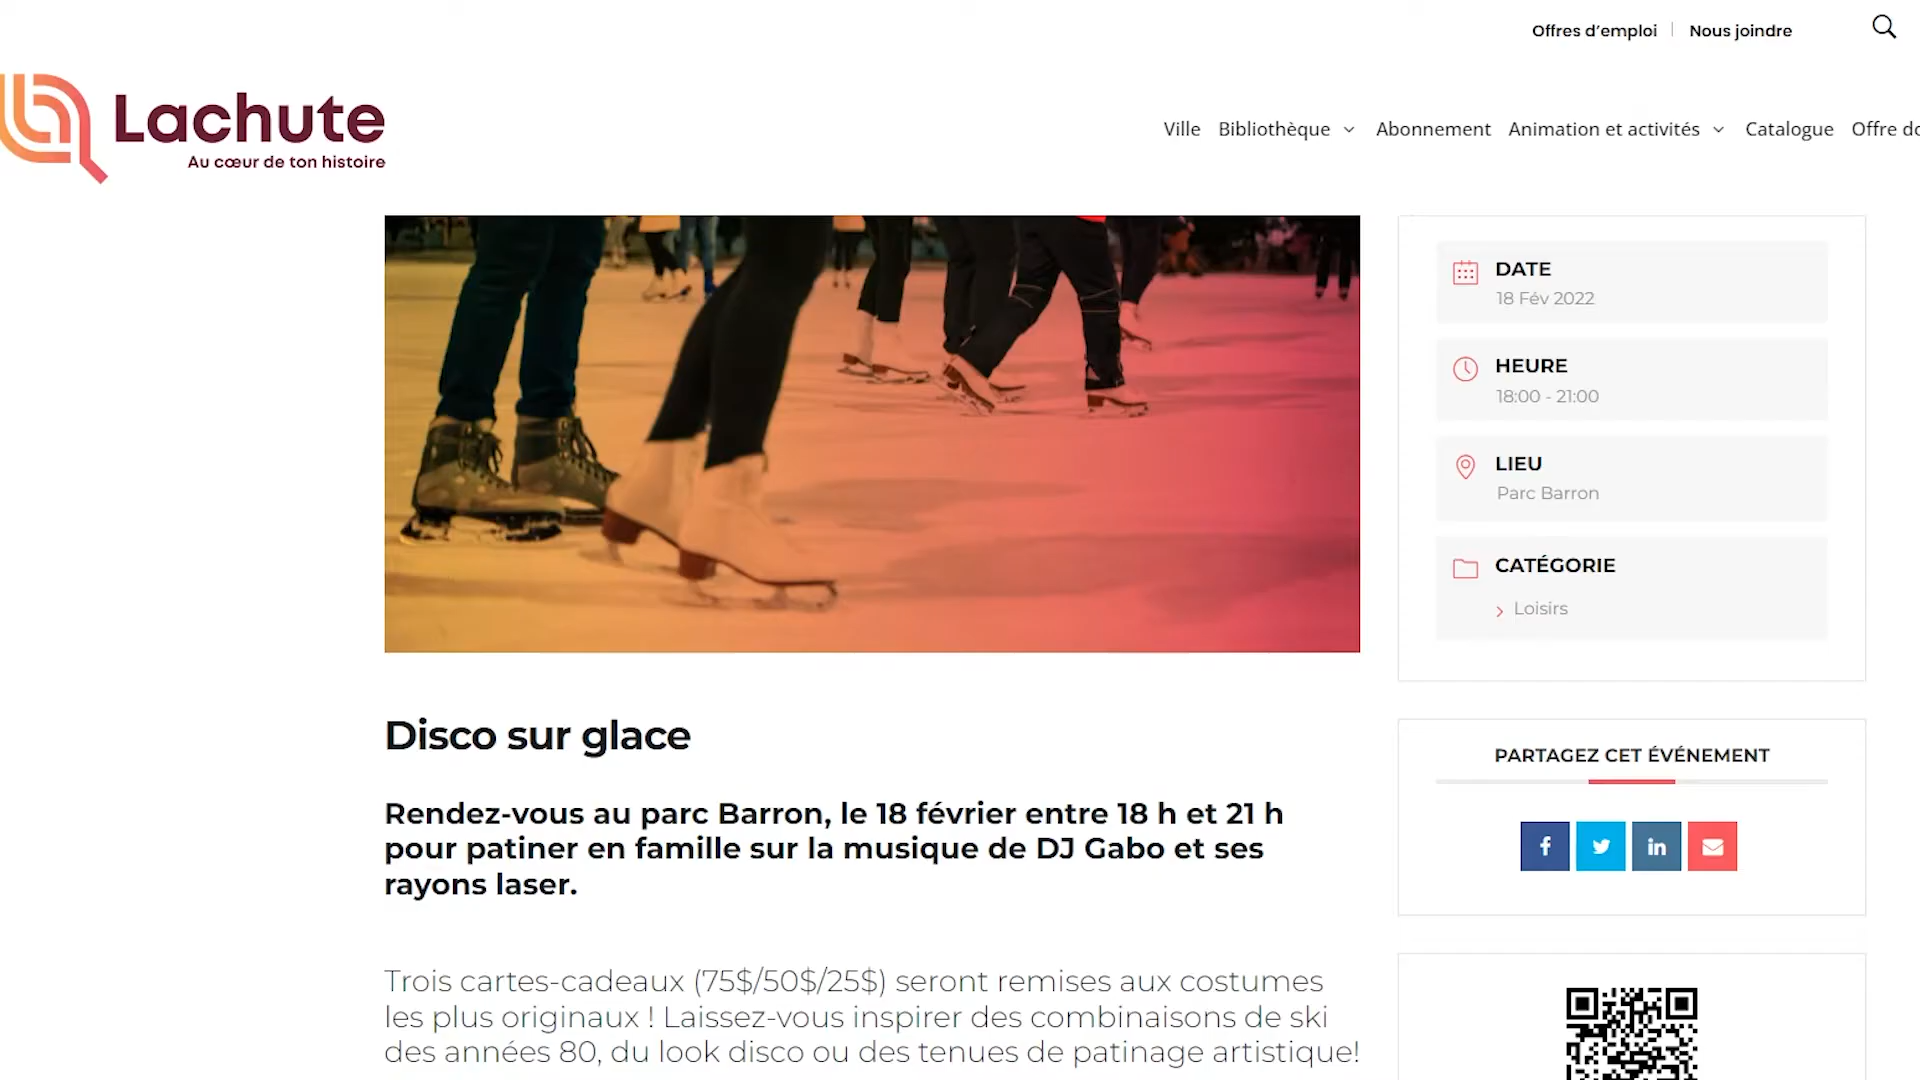 Offres d'emploi
Nous joindre
Lachute
Au cœur de ton histoire
Ville
Bibliothèque
Abonnement
Animation et activités
Catalogue
Offre
DATE
18 Fév 2022
HEURE
18:00 - 21:00
LIEU
Parc Barron
CATÉGORIE
Loisirs
Disco sur glace
Rendez-vous au parc Barron, le 18 février entre 18 h et 21 h
pour patiner en famille sur la musique de DJ Gabo et ses
rayons laser.
Trois cartes-cadeaux (75$/50$/25$) seront remises aux costumes
les plus originaux ! Laissez-vous inspirer des combinaisons de ski
des années 80, du look disco ou des tenues de patinage artistique!
PARTAGEZ CET ÉVÉNEMENT